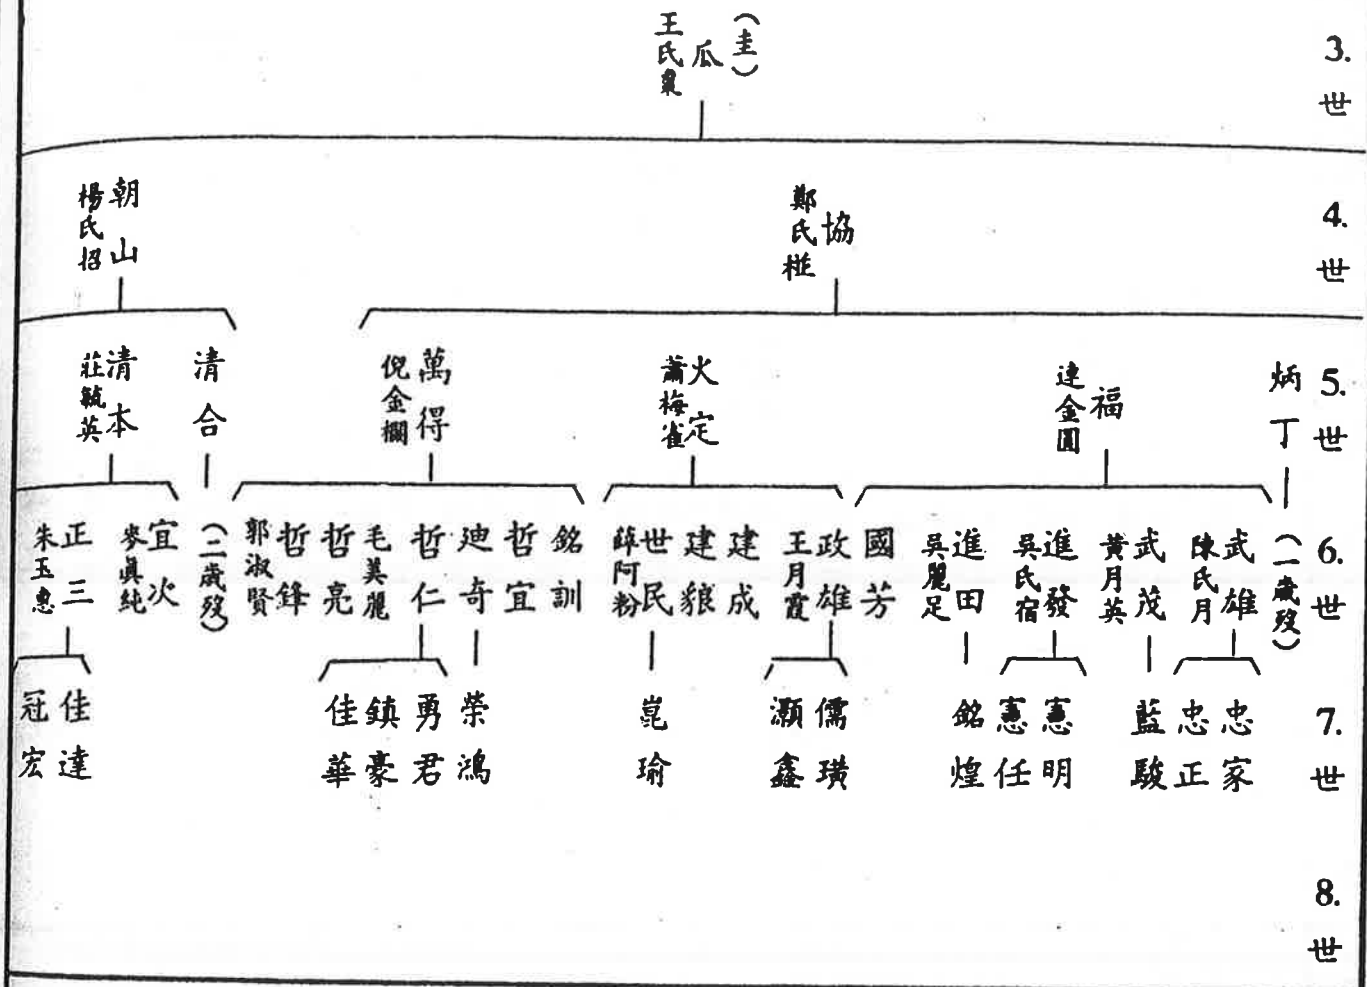 3.世
(圭)
瓜
王氏
4.世
協
鄭氏
朝山
楊氏招
5.世
炳丁
福
連金圓
火定
蕭梅雀
萬得
倪金欄
清合
清本
莊毓英
6.世
(一歲歿)
武雄
陳氏月
武茂
黃月英
進發
吳氏宿
進田
吳麗足
國芳
政雄
王月霞
建成
建貌
世民
薛阿粉
銘訓
哲宜
廸奇
哲仁
毛美麗
哲亮
哲鋒
郭淑賢
(二歲歿)
宜次
麥眞純
正三
朱玉惠
7.世
忠家
忠正
藍駿
憲明
憲任
銘煌
儒璜
灝鑫
崑瑜
榮鴻
勇君
鎮豪
佳華
佳達
冠宏
8.世